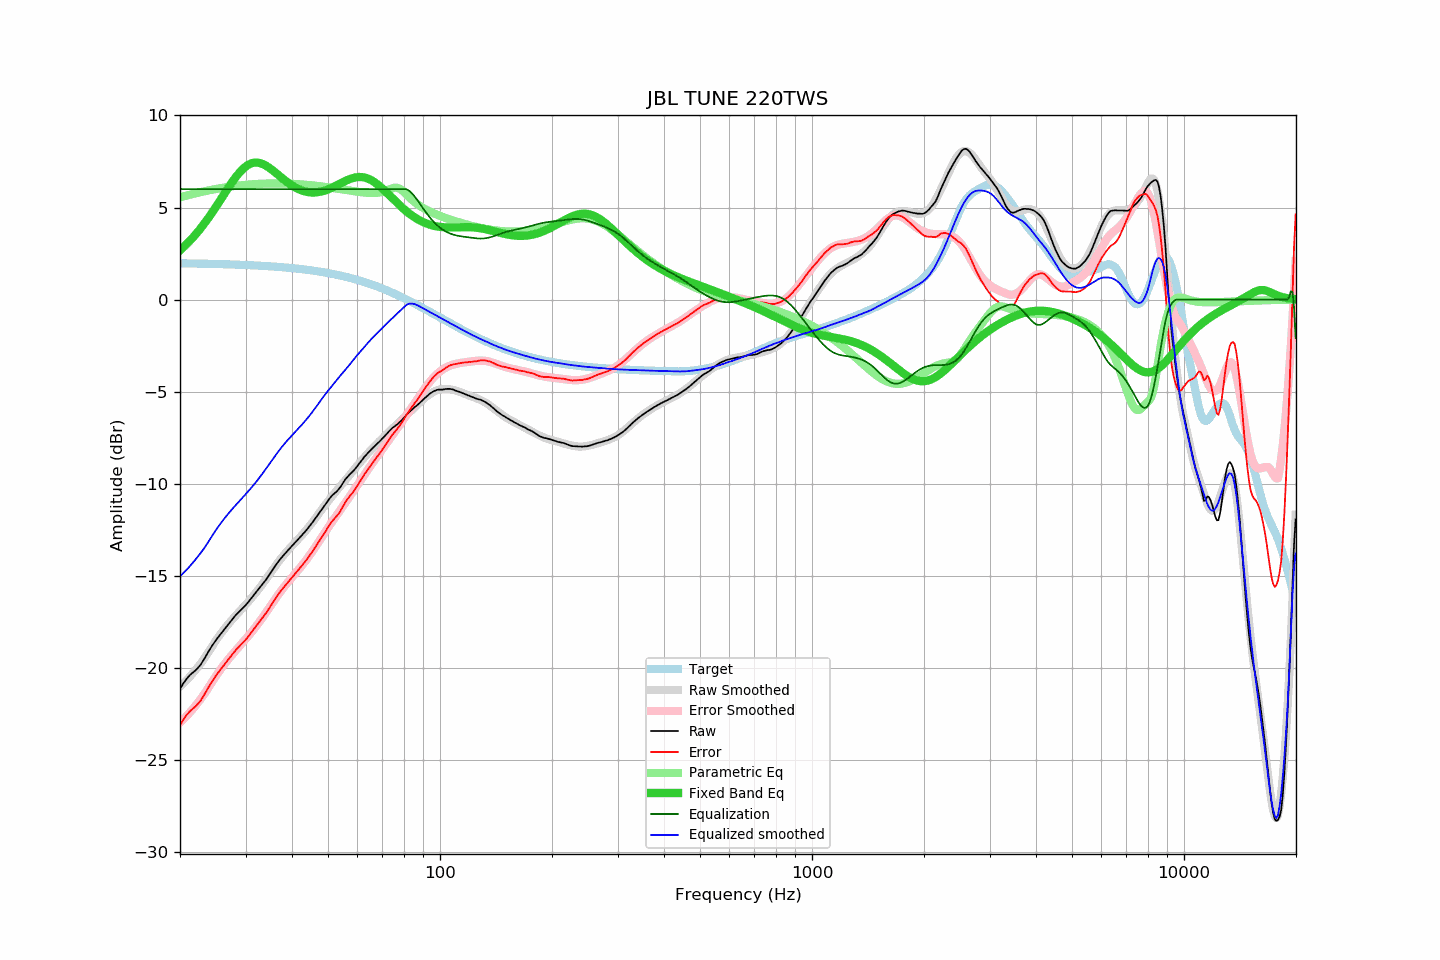 JBL TUNE 220TWS
10
5
0
−5
−10
−15
−20
−25
−30
Amplitude (dBr)
Target
Raw Smoothed
Error Smoothed
Raw
Error
Parametric Eq
Fixed Band Eq
Equalization
Equalized smoothed
100 1000 10000
Frequency (Hz)